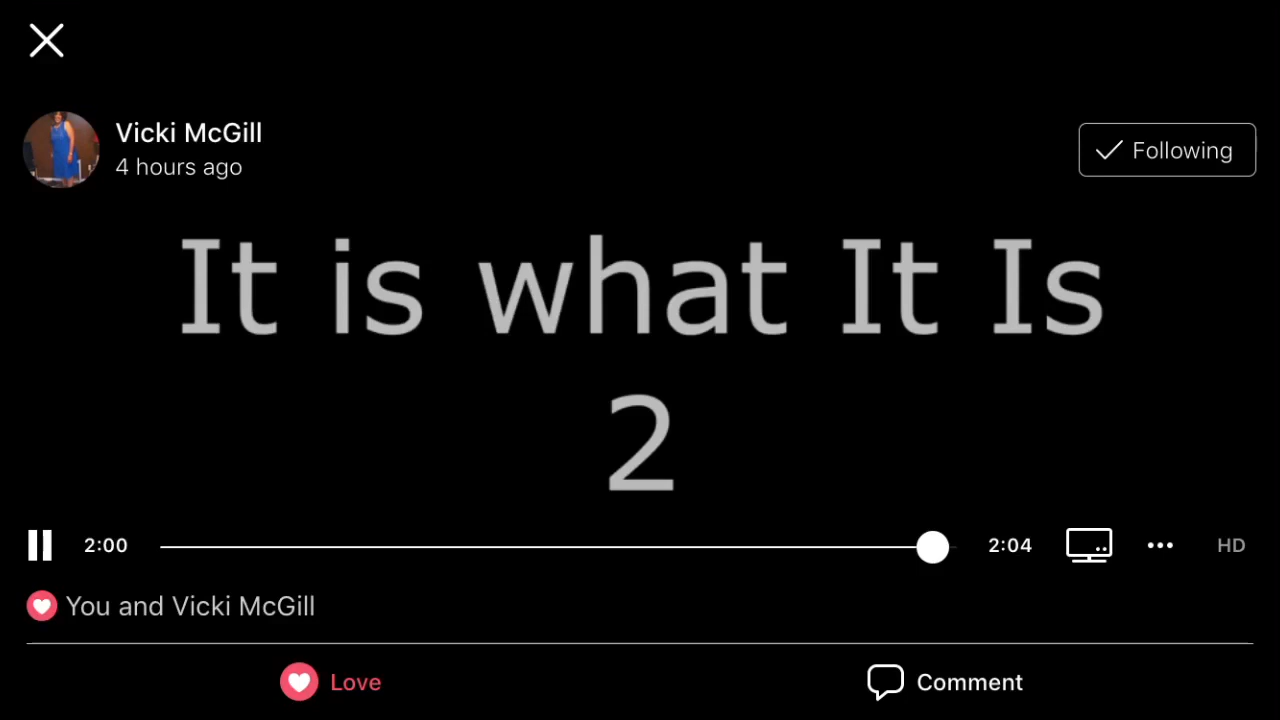 Vicki McGill
4 hours ago
Following
It is what It Is
2
2:00
2:04
HD
You and Vicki McGill
Love
Comment